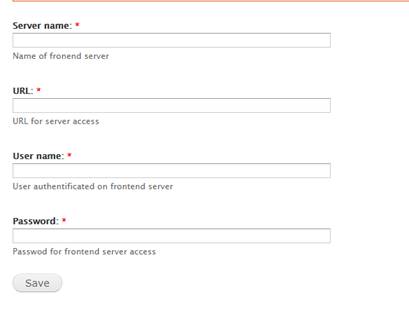 Server name: *
Name of fronend server
URL: *
URL for server access
User name: *
User authentificated on frontend server
Password: *
Passwod for frontend server access
Save